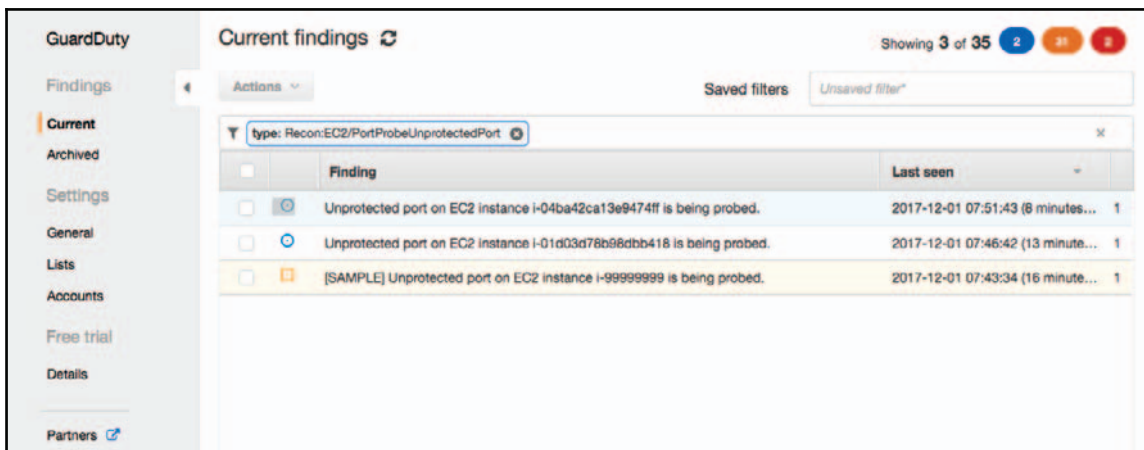 GuardDuty
Findings
Current
Archived
Settings
General
Lists
Accounts
Free trial
Details
Partners
Current findings
Showing 3 of 35 2 31 2
Actions
Saved filters
Unsaved filter*
type: Recon:EC2/PortProbeUnprotectedPort
Finding Last seen
Unprotected port on EC2 instance i-04ba42ca13e9474ff is being probed. 2017-12-01 07:51:43 (8 minutes... 1
Unprotected port on EC2 instance i-01d03d78b98dbb418 is being probed. 2017-12-01 07:46:42 (13 minute... 1
[SAMPLE] Unprotected port on EC2 instance i-99999999 is being probed. 2017-12-01 07:43:34 (16 minute... 1